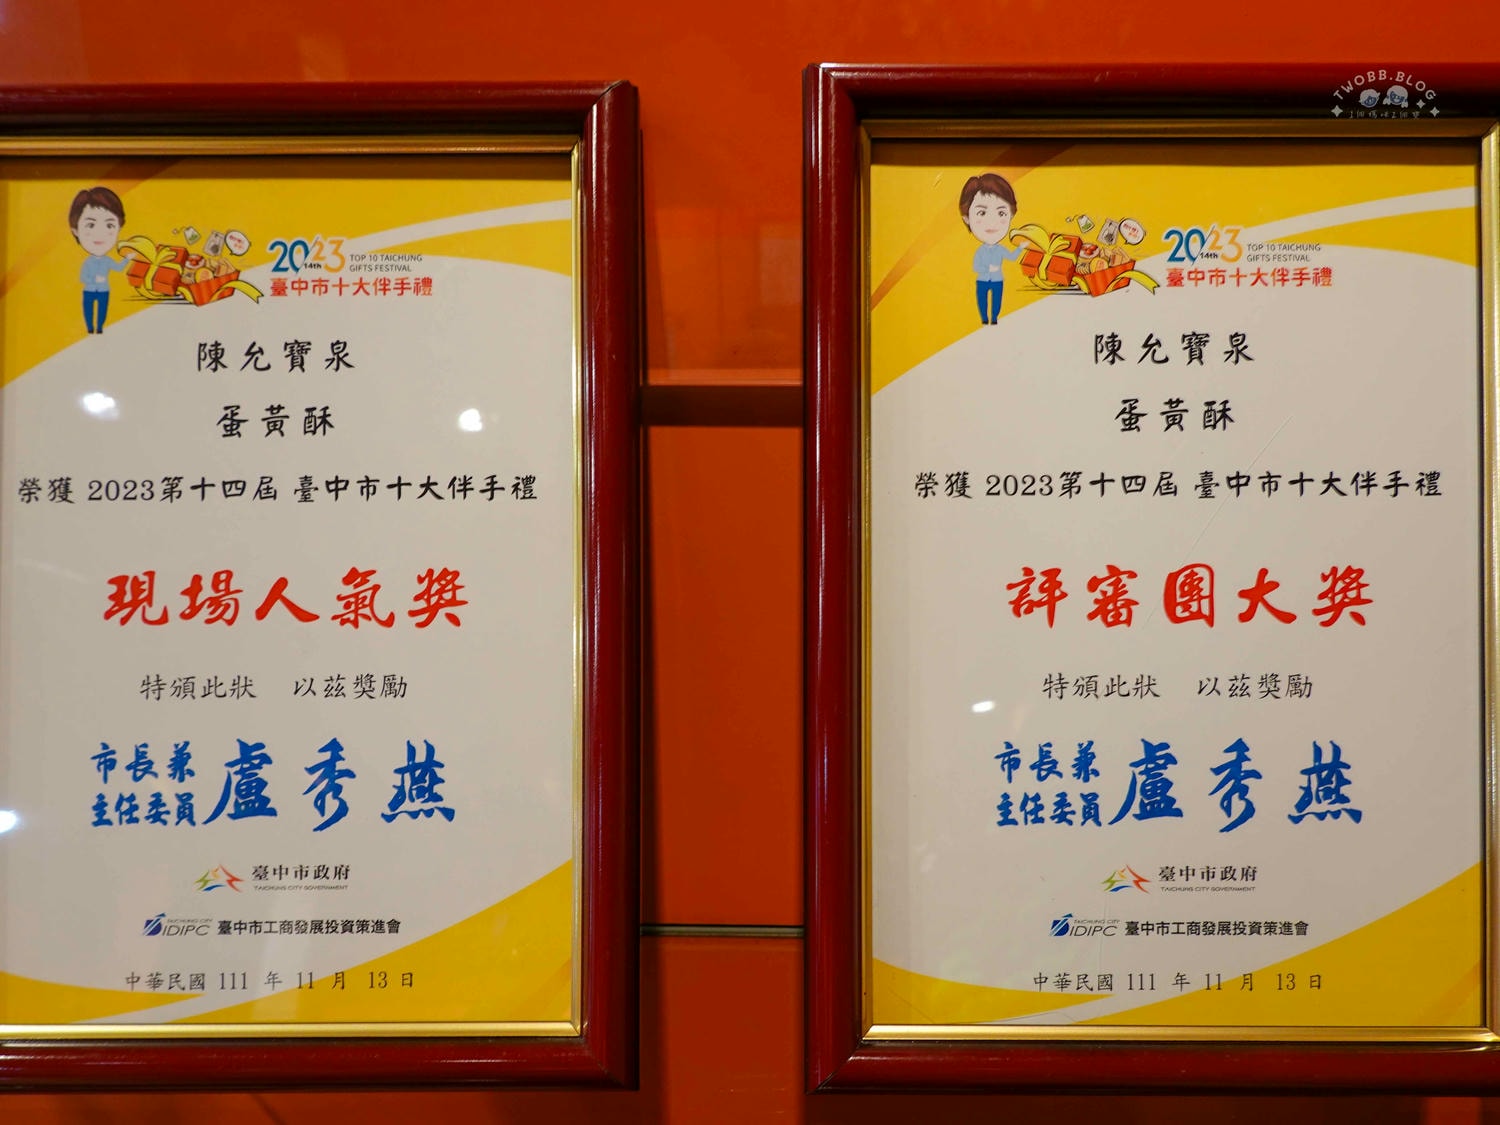 2023
14th
TOP 10 TAICHUNG
GIFTS FESTIVAL
臺中市十大伴手禮
陳允寶泉
蛋黃酥
榮獲 2023第十四屆 臺中市十大伴手禮
現場人氣獎
特頒此狀 以茲獎勵
市長兼
主任委員
盧秀燕
臺中市政府
TAICHUNG CITY GOVERNMENT
TAICHUNG CITY
IDIPC 臺中市工商發展投資策進會
中華民國 111 年 11 月 13 日
TWOBB.BLOG
2023
14th
TOP 10 TAICHUNG
GIFTS FESTIVAL
臺中市十大伴手禮
陳允寶泉
蛋黃酥
榮獲 2023第十四屆 臺中市十大伴手禮
評審團大獎
特頒此狀 以茲獎勵
市長兼
主任委員
盧秀燕
臺中市政府
TAICHUNG CITY GOVERNMENT
TAICHUNG CITY
IDIPC 臺中市工商發展投資策進會
中華民國 111 年 11 月 13 日